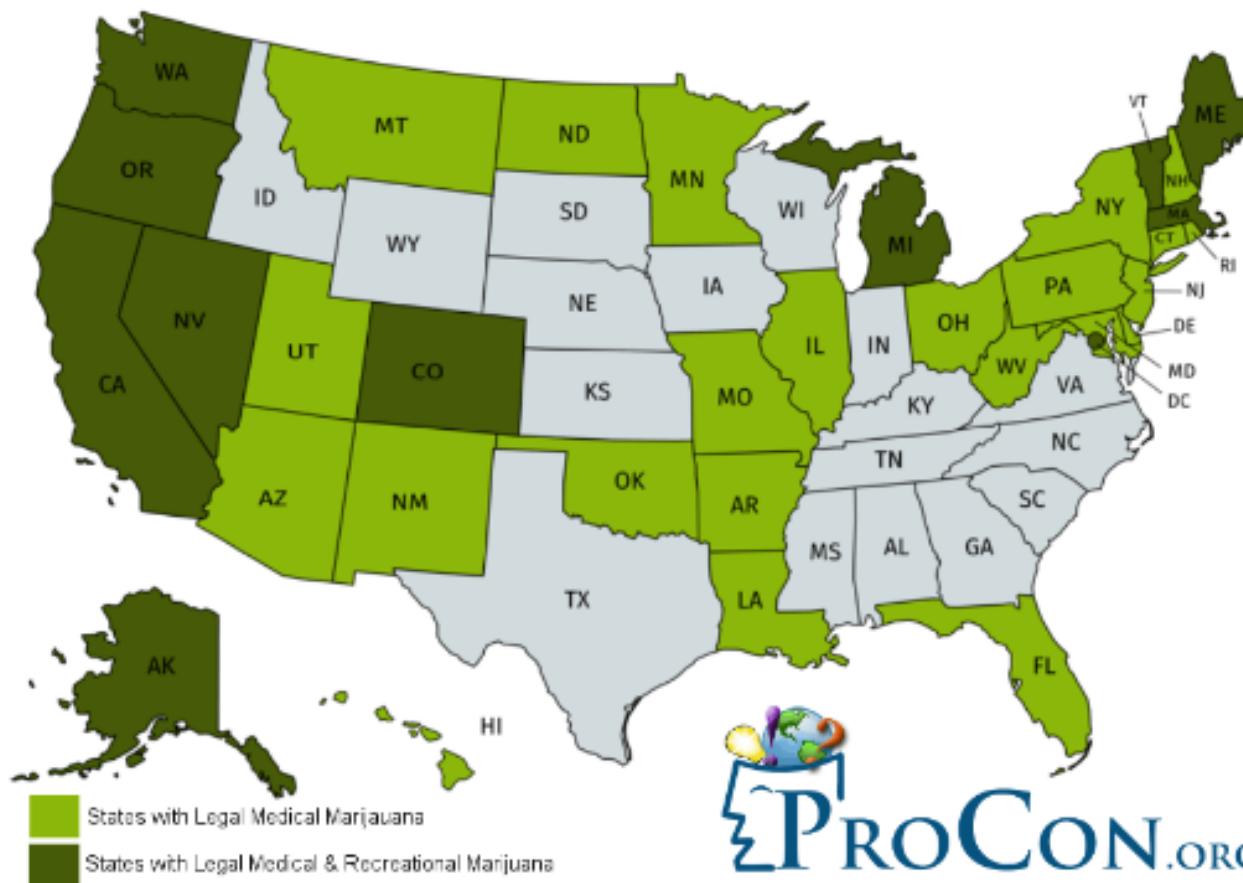 WA
MT
ND
MN
VT
ME
OR
ID
SD
WI
NH
NY
WY
MI
MA
CT
RI
IA
PA
NJ
NE
NV
OH
DE
UT
IL
IN
CO
WV
MD
CA
KS
MO
VA
DC
KY
NC
TN
OK
AZ
NM
AR
SC
MS
AL
GA
TX
LA
AK
FL
HI
States with Legal Medical Marijauana
States with Legal Medical & Recreational Marijuana
PROCON.ORG